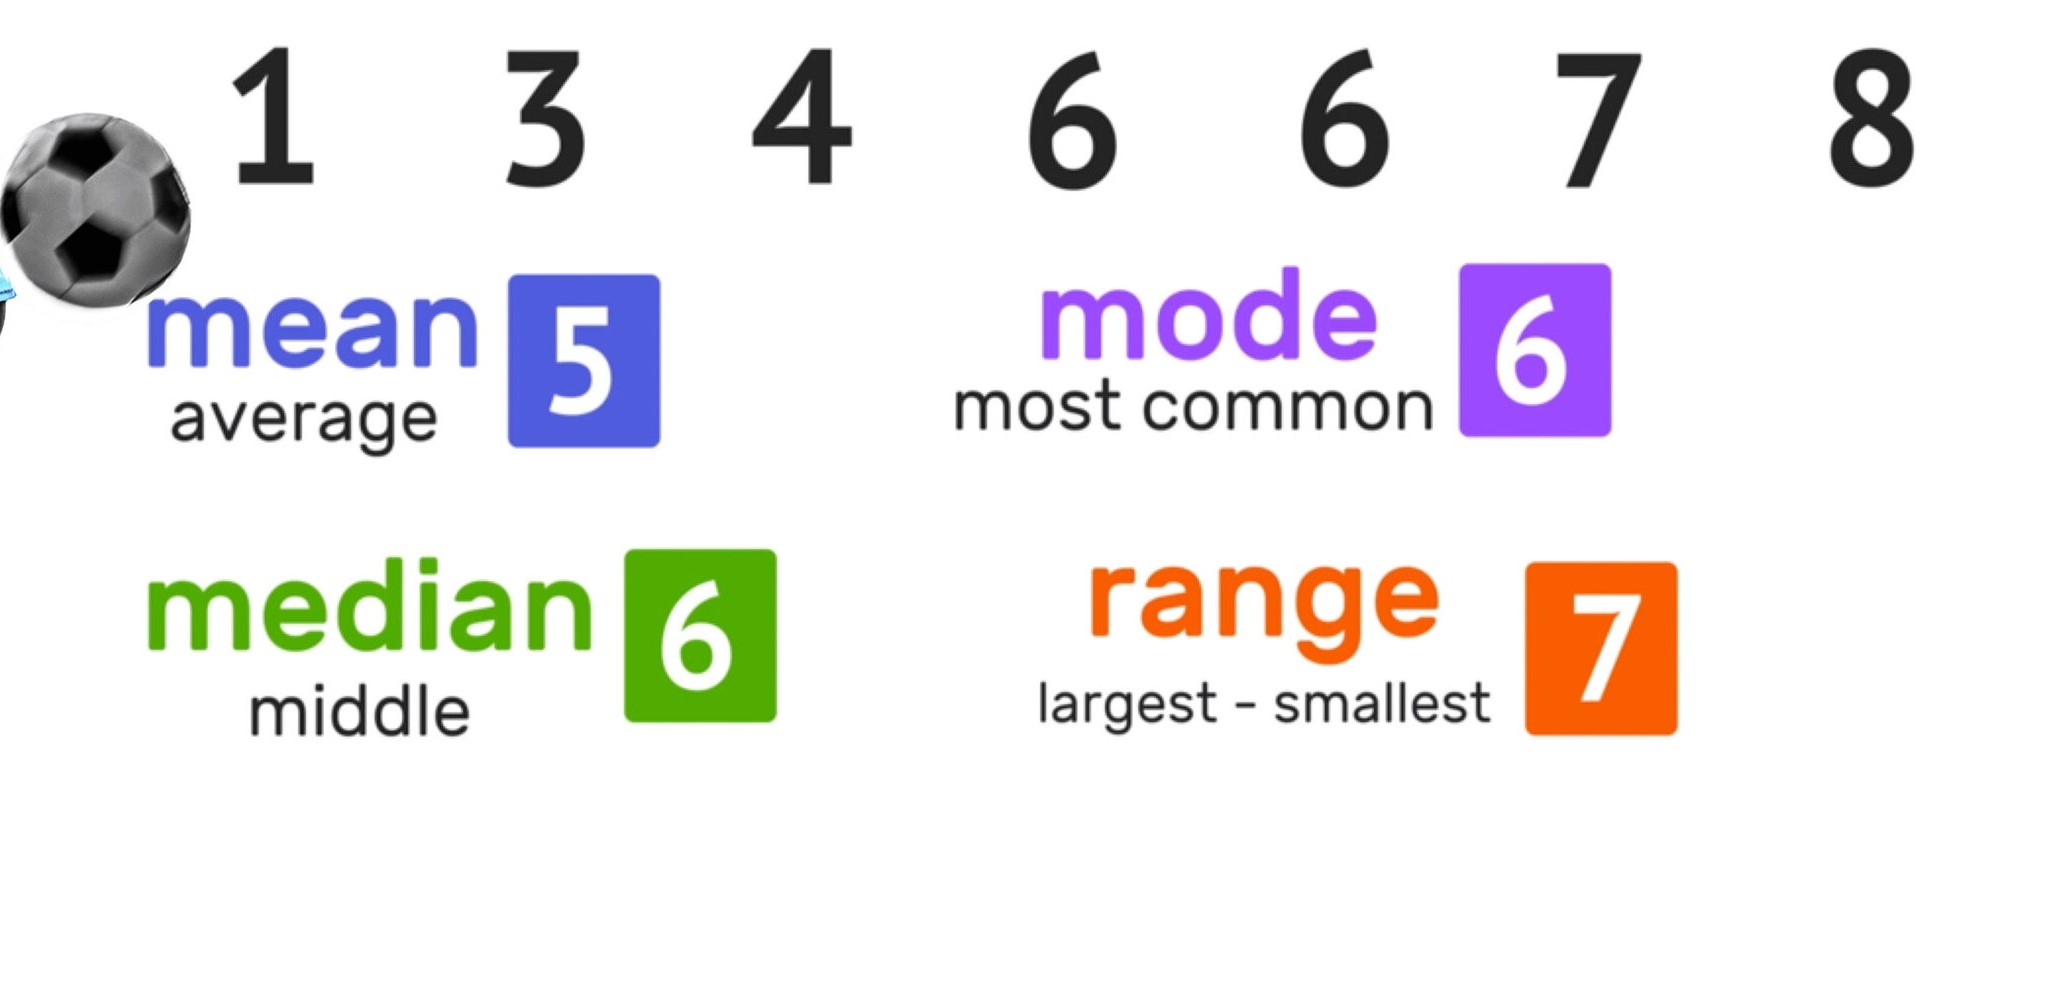 1 3 4 6 6 7 8
mean 5
average
mode 6
most common
median 6
middle
range 7
largest - smallest